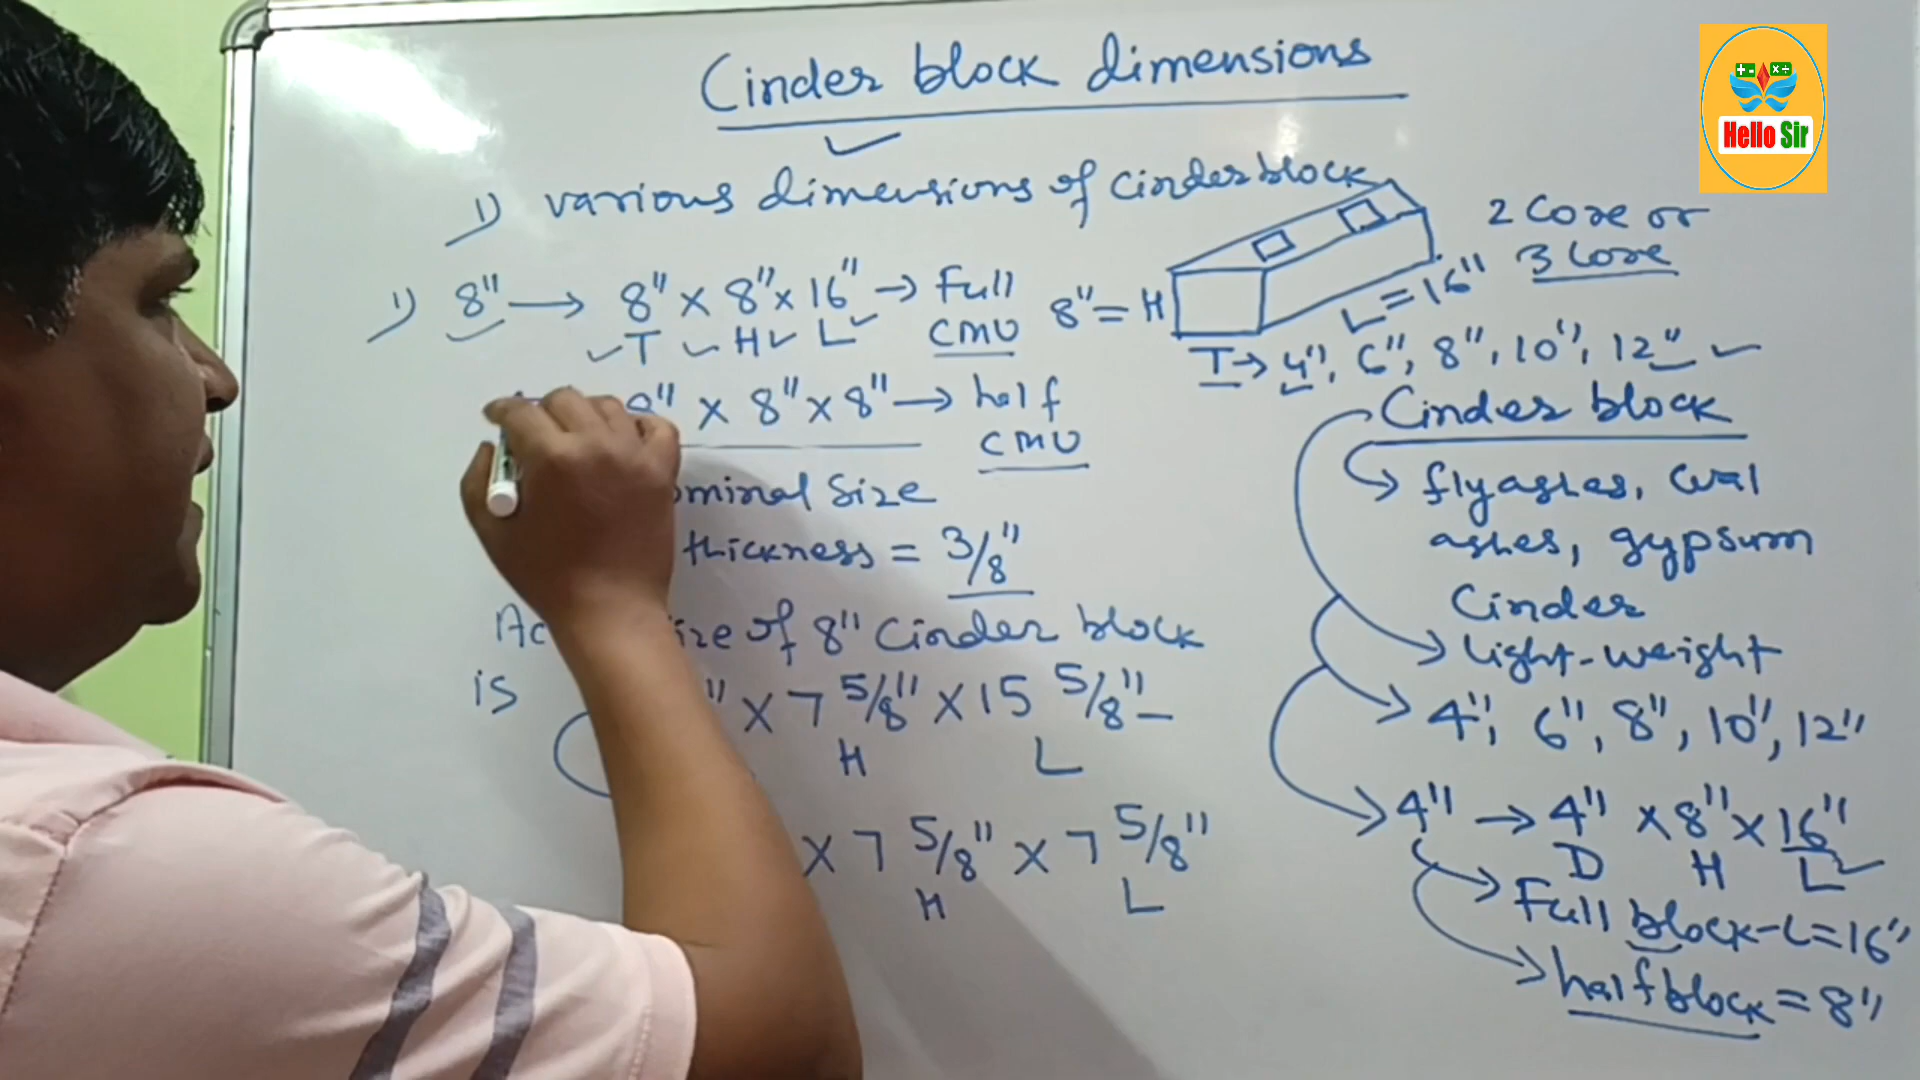 Cinder block dimensions
1) various dimensions of cinder block
1) 8" → 8" × 8" × 16" → Full
T H L CMU
8" × 8" × 8" → half
CMU
Size
thickness = 3/8"
size of 8" Cinder block
is × 7 5/8" × 15 5/8"
H L
× 7 5/8" × 7 5/8"
H L
2 Core or
3 Core
8" = H
L = 16"
T → 4", 6", 8", 10", 12"
Cinder block
→ flyashes, coal
ashes, gypsum
Cinder
→ light-weight
→ 4", 6", 8", 10", 12"
→ 4" → 4" × 8" × 16"
D H L
→ Full block - L = 16"
→ half block = 8"
+ - × ÷
Hello Sir